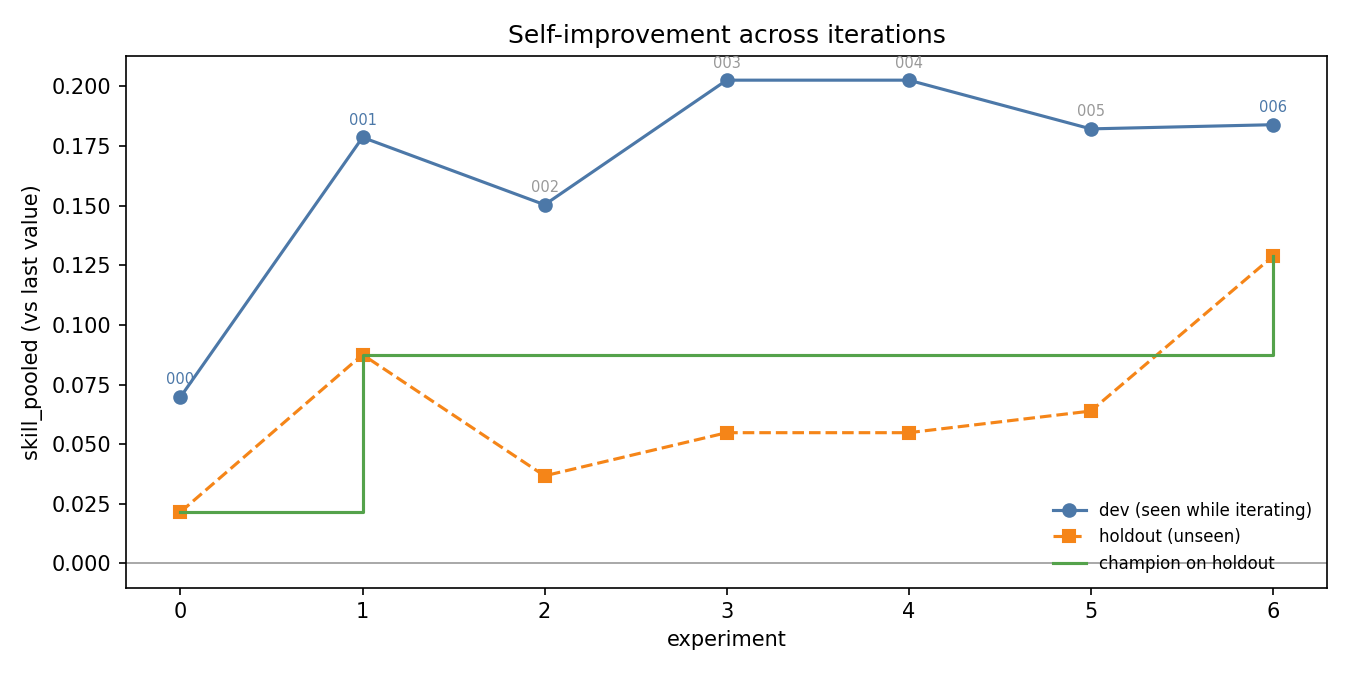 Self-improvement across iterations
skill_pooled (vs last value)
0.200
0.175
0.150
0.125
0.100
0.075
0.050
0.025
0.000
000
001
002
003
004
005
006
dev (seen while iterating)
holdout (unseen)
champion on holdout
0 1 2 3 4 5 6
experiment